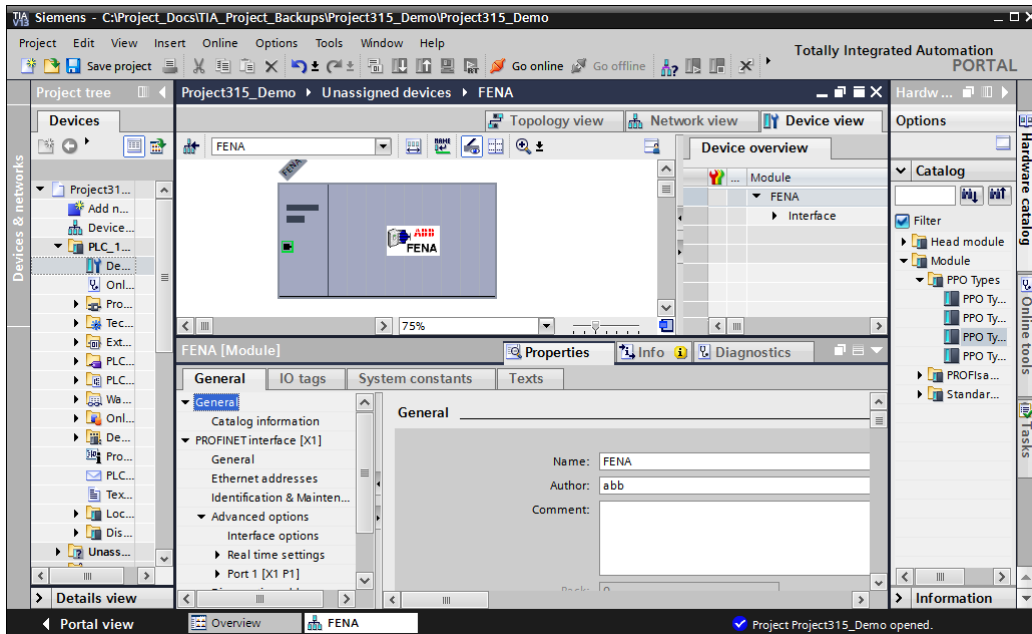 TIA V13 Siemens - C:\Project_Docs\TIA_Project_Backups\Project315_Demo\Project315_Demo
Project Edit View Insert Online Options Tools Window Help
Totally Integrated Automation
PORTAL
Save project Go online Go offline
Project tree
Project315_Demo Unassigned devices FENA
Hardw ...
Devices
Topology view Network view Device view
Options
FENA
Device overview
Devices & networks
Project31...
Add n...
Device...
PLC_1...
De...
Onl...
Pro...
Tec...
Ext...
PLC...
PLC...
Wa...
Onl...
De...
Pro...
PLC...
Tex...
Loc...
Dis...
Unass...
Details view
Portal view
FENA
ABB
FENA
75%
... Module
FENA
Interface
FENA [Module]
Properties Info Diagnostics
General IO tags System constants Texts
General
Catalog information
PROFINET interface [X1]
General
Ethernet addresses
Identification & Mainten...
Advanced options
Interface options
Real time settings
Port 1 [X1 P1]
General
Name: FENA
Author: abb
Comment:
Catalog
Filter
Head module
Module
PPO Types
PPO Ty...
PPO Ty...
PPO Ty...
PPO Ty...
PROFIsa...
Standar...
Information
Hardware catalog
Online tools
Tasks
Overview FENA
Project Project315_Demo opened.